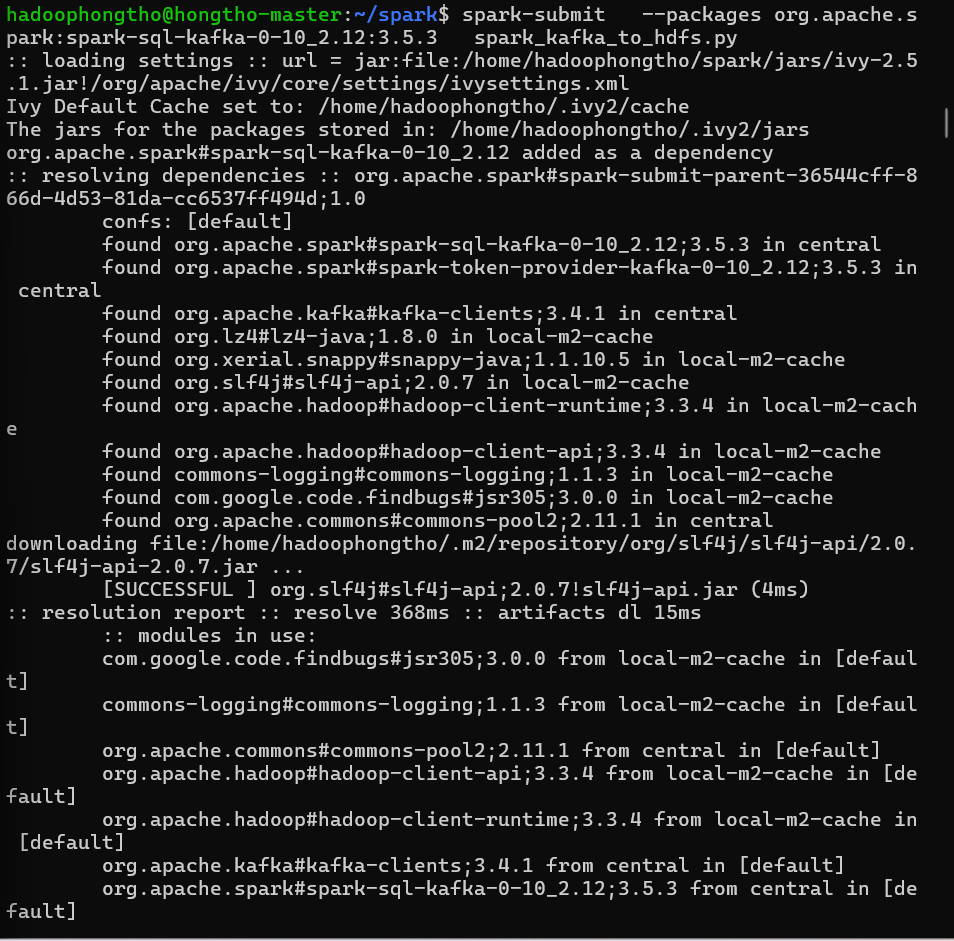 hadoophongtho@hongtho-master:~/spark$ spark-submit   --packages org.apache.s
park:spark-sql-kafka-0-10_2.12:3.5.3   spark_kafka_to_hdfs.py
:: loading settings :: url = jar:file:/home/hadoophongtho/spark/jars/ivy-2.5
.1.jar!/org/apache/ivy/core/settings/ivysettings.xml
Ivy Default Cache set to: /home/hadoophongtho/.ivy2/cache
The jars for the packages stored in: /home/hadoophongtho/.ivy2/jars
org.apache.spark#spark-sql-kafka-0-10_2.12 added as a dependency
:: resolving dependencies :: org.apache.spark#spark-submit-parent-36544cff-8
66d-4d53-81da-cc6537ff494d;1.0
        confs: [default]
        found org.apache.spark#spark-sql-kafka-0-10_2.12;3.5.3 in central
        found org.apache.spark#spark-token-provider-kafka-0-10_2.12;3.5.3 in
 central
        found org.apache.kafka#kafka-clients;3.4.1 in central
        found org.lz4#lz4-java;1.8.0 in local-m2-cache
        found org.xerial.snappy#snappy-java;1.1.10.5 in local-m2-cache
        found org.slf4j#slf4j-api;2.0.7 in local-m2-cache
        found org.apache.hadoop#hadoop-client-runtime;3.3.4 in local-m2-cach
e
        found org.apache.hadoop#hadoop-client-api;3.3.4 in local-m2-cache
        found commons-logging#commons-logging;1.1.3 in local-m2-cache
        found com.google.code.findbugs#jsr305;3.0.0 in local-m2-cache
        found org.apache.commons#commons-pool2;2.11.1 in central
downloading file:/home/hadoophongtho/.m2/repository/org/slf4j/slf4j-api/2.0.
7/slf4j-api-2.0.7.jar ...
        [SUCCESSFUL ] org.slf4j#slf4j-api;2.0.7!slf4j-api.jar (4ms)
:: resolution report :: resolve 368ms :: artifacts dl 15ms
        :: modules in use:
        com.google.code.findbugs#jsr305;3.0.0 from local-m2-cache in [defaul
t]
        commons-logging#commons-logging;1.1.3 from local-m2-cache in [defaul
t]
        org.apache.commons#commons-pool2;2.11.1 from central in [default]
        org.apache.hadoop#hadoop-client-api;3.3.4 from local-m2-cache in [de
fault]
        org.apache.hadoop#hadoop-client-runtime;3.3.4 from local-m2-cache in
 [default]
        org.apache.kafka#kafka-clients;3.4.1 from central in [default]
        org.apache.spark#spark-sql-kafka-0-10_2.12;3.5.3 from central in [de
fault]